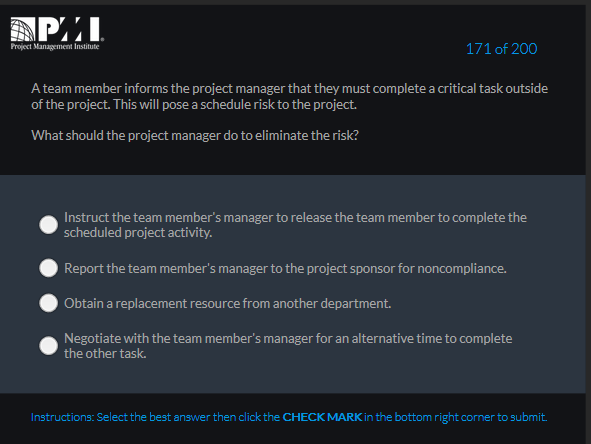 PMI.
Project Management Institute
171 of 200
A team member informs the project manager that they must complete a critical task outside
of the project. This will pose a schedule risk to the project.
What should the project manager do to eliminate the risk?
Instruct the team member's manager to release the team member to complete the
scheduled project activity.
Report the team member's manager to the project sponsor for noncompliance.
Obtain a replacement resource from another department.
Negotiate with the team member's manager for an alternative time to complete
the other task.
Instructions: Select the best answer then click the CHECK MARK in the bottom right corner to submit.